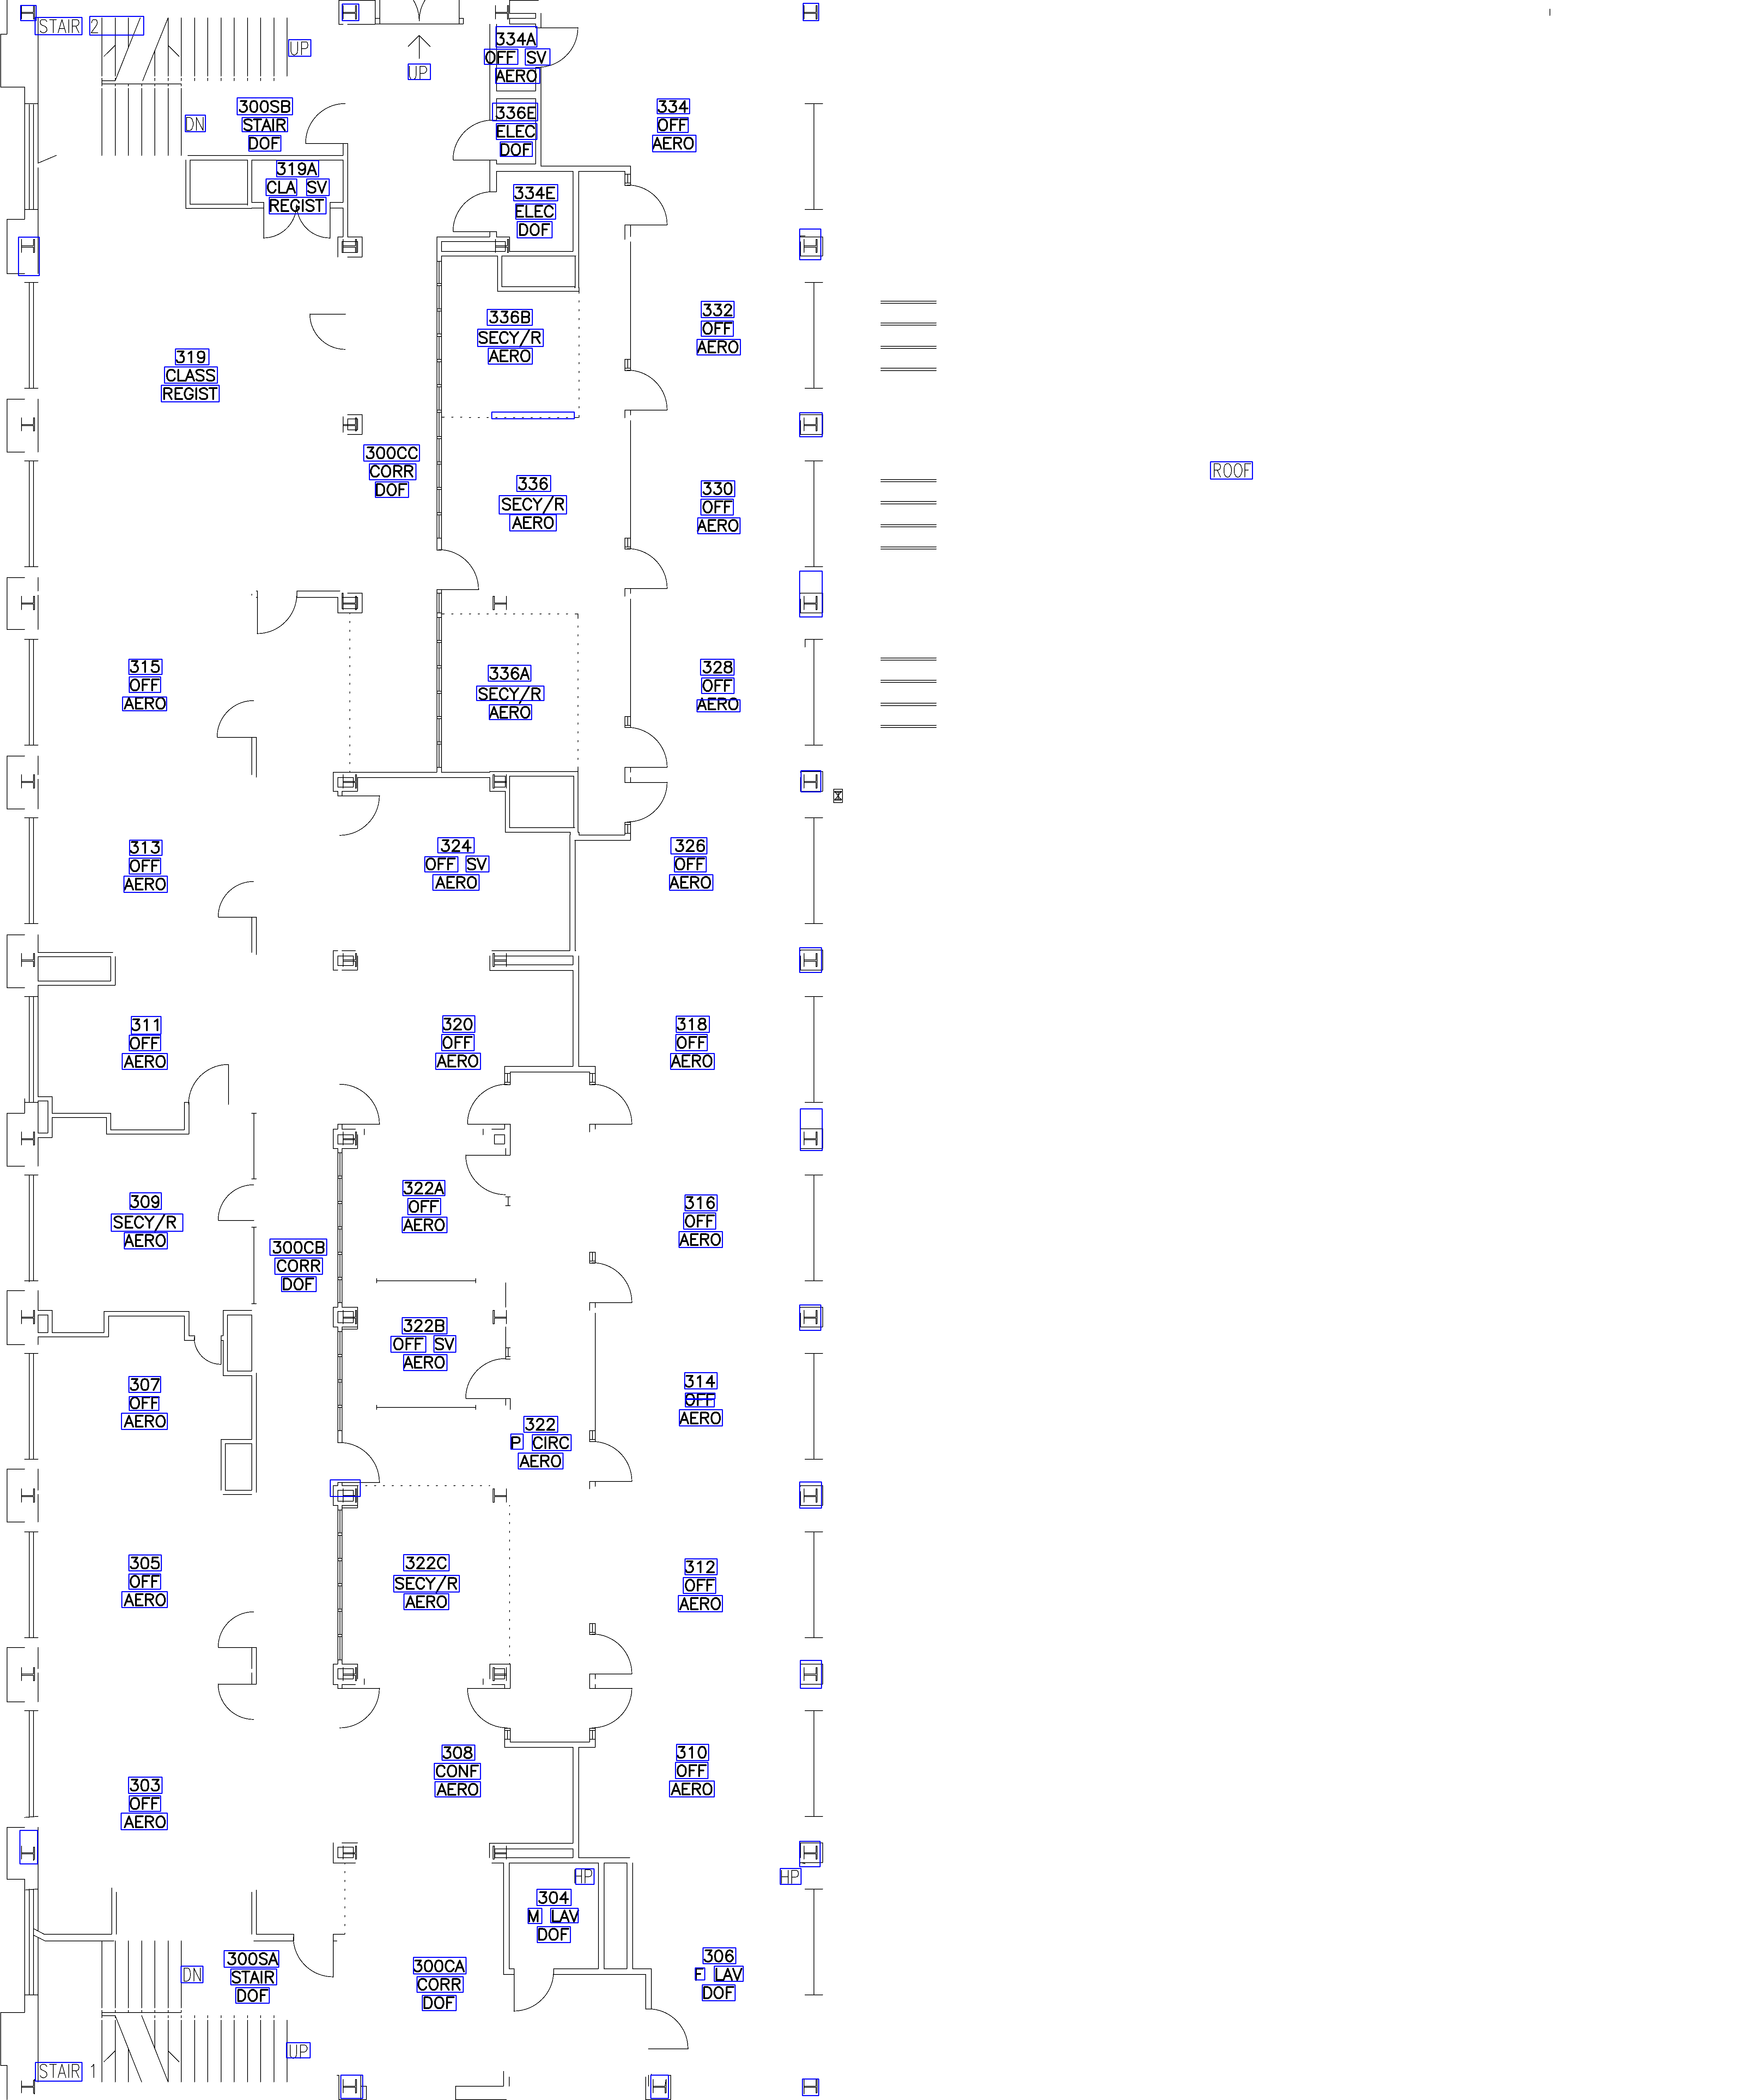 STAIR 2
UP
UP
334A
OFF SV
AERO
DN
300SB
STAIR
DOF
336E
ELEC
DOF
334
OFF
AERO
319A
CLA SV
REGIST
334E
ELEC
DOF
336B
SECY/R
AERO
332
OFF
AERO
319
CLASS
REGIST
300CC
CORR
DOF
336
SECY/R
AERO
330
OFF
AERO
ROOF
315
OFF
AERO
336A
SECY/R
AERO
328
OFF
AERO
313
OFF
AERO
324
OFF SV
AERO
326
OFF
AERO
311
OFF
AERO
320
OFF
AERO
318
OFF
AERO
309
SECY/R
AERO
322A
OFF
AERO
316
OFF
AERO
300CB
CORR
DOF
322B
OFF SV
AERO
307
OFF
AERO
314
OFF
AERO
322
P CIRC
AERO
305
OFF
AERO
322C
SECY/R
AERO
312
OFF
AERO
303
OFF
AERO
308
CONF
AERO
310
OFF
AERO
HP
HP
304
M LAV
DOF
300SA
STAIR
DOF
DN
300CA
CORR
DOF
306
F LAV
DOF
UP
STAIR 1